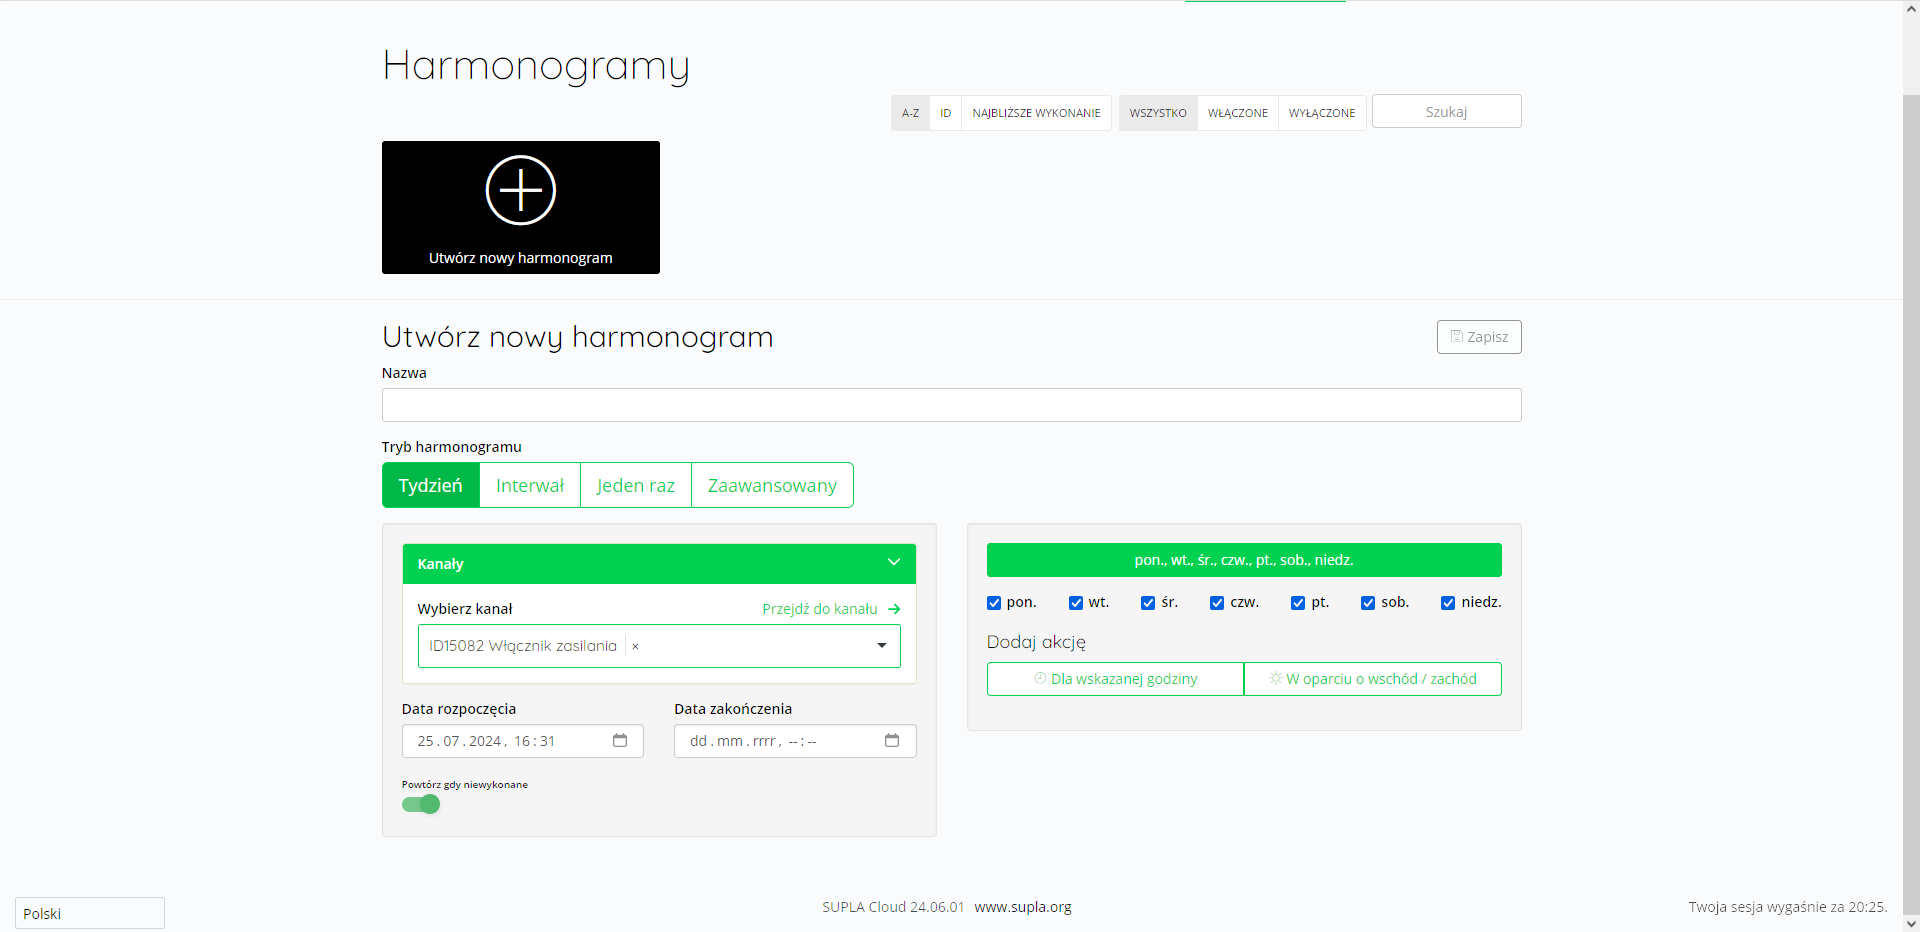 Harmonogramy
A-Z ID NAJBLIŻSZE WYKONANIE WSZYSTKO WŁĄCZONE WYŁĄCZONE Szukaj
Utwórz nowy harmonogram
Utwórz nowy harmonogram
Zapisz
Nazwa
Tryb harmonogramu
Tydzień Interwał Jeden raz Zaawansowany
Kanały
Wybierz kanał Przejdź do kanału
ID15082 Włącznik zasilania ×
Data rozpoczęcia Data zakończenia
25.07.2024, 16:31 dd.mm.rrrr, --:--
Powtórz gdy niewykonane
pon., wt., śr., czw., pt., sob., niedz.
pon. wt. śr. czw. pt. sob. niedz.
Dodaj akcję
Dla wskazanej godziny W oparciu o wschód / zachód
Polski
SUPLA Cloud 24.06.01 www.supla.org
Twoja sesja wygaśnie za 20:25.